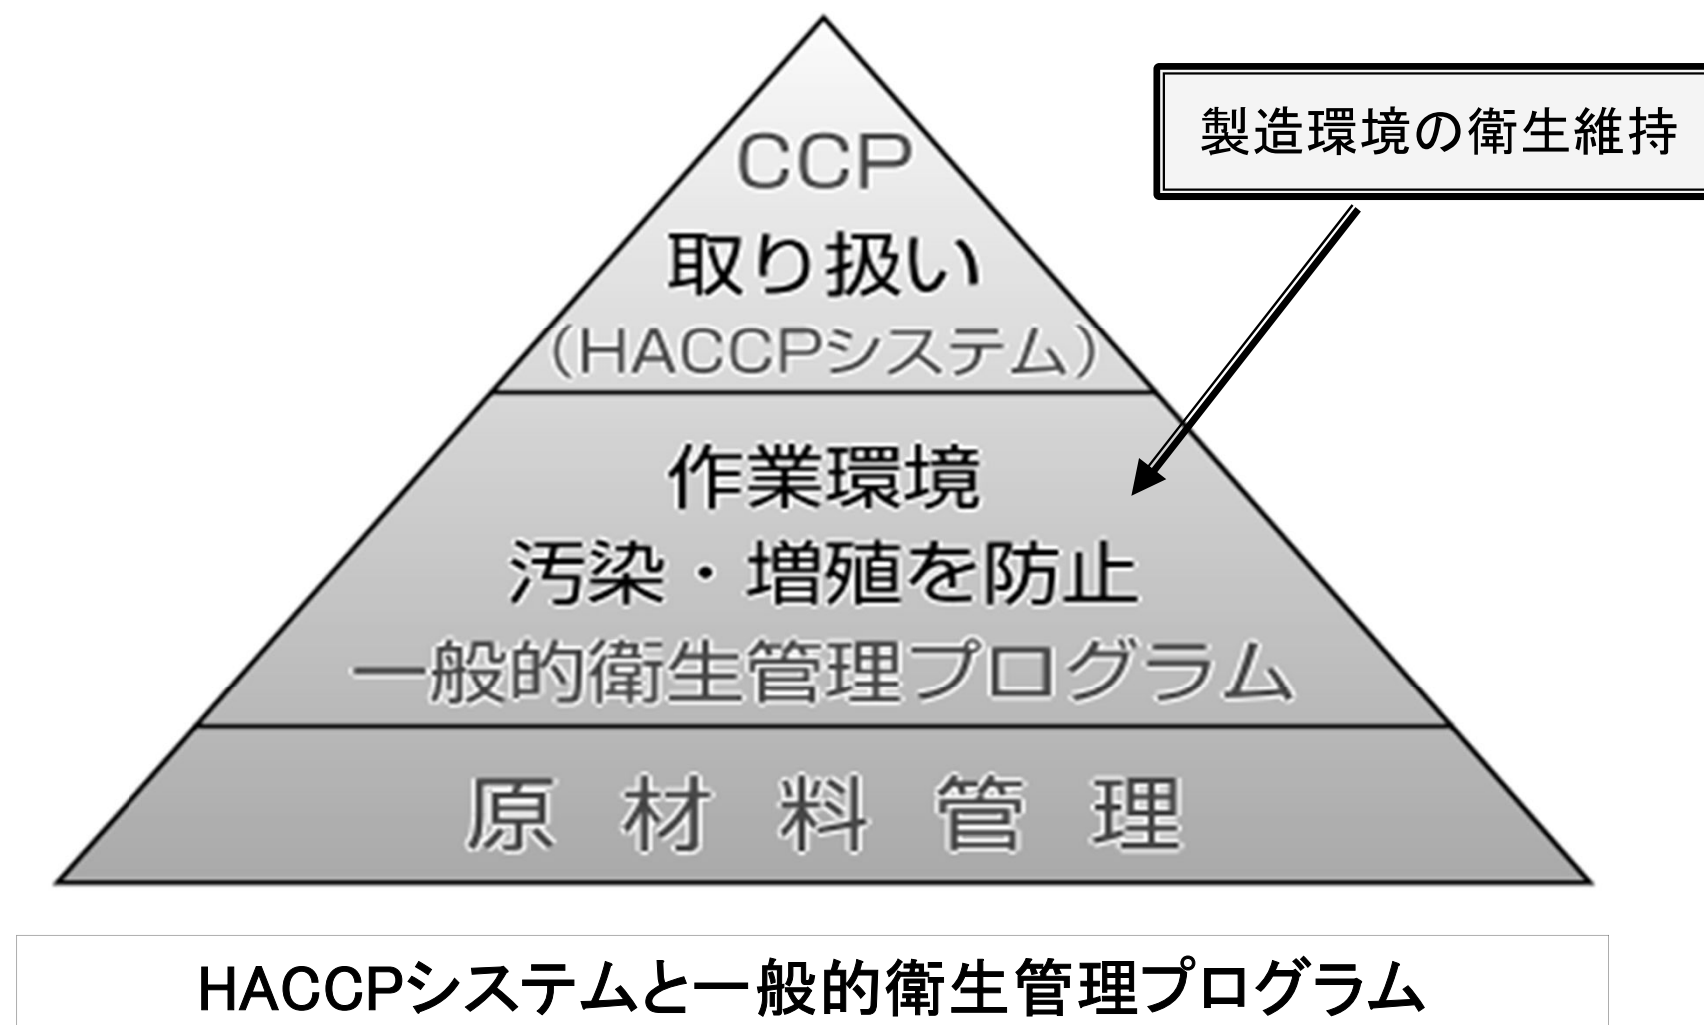 CCP
取り扱い
（HACCPシステム）
製造環境の衛生維持
作業環境
汚染・増殖を防止
一般的衛生管理プログラム
原材料管理
HACCPシステムと一般的衛生管理プログラム